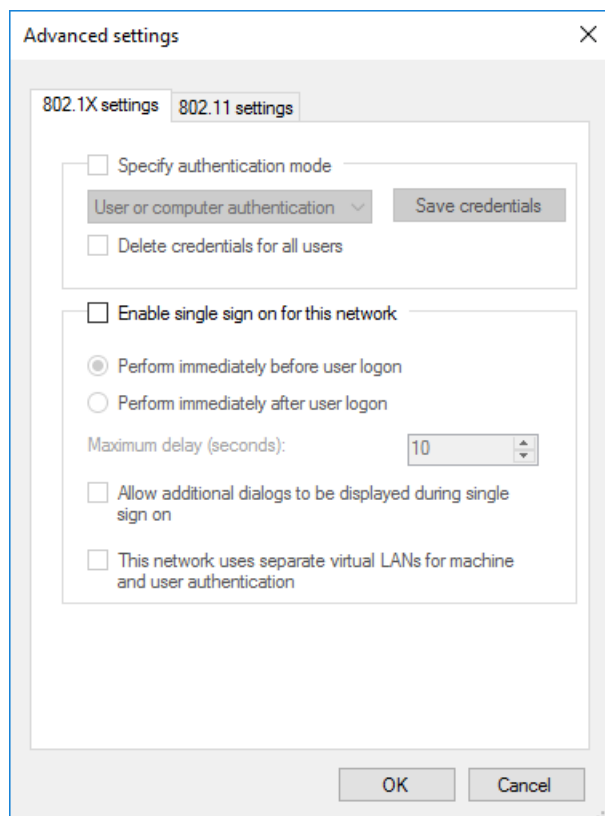 Advanced settings
802.1X settings
802.11 settings
Specify authentication mode
User or computer authentication
Save credentials
Delete credentials for all users
Enable single sign on for this network
Perform immediately before user logon
Perform immediately after user logon
Maximum delay (seconds):
10
Allow additional dialogs to be displayed during single
sign on
This network uses separate virtual LANs for machine
and user authentication
OK
Cancel